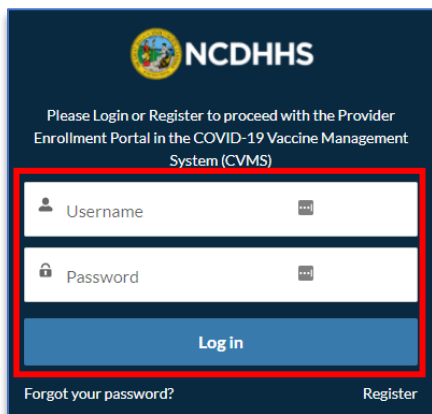 NCDHHS
Please Login or Register to proceed with the Provider
Enrollment Portal in the COVID-19 Vaccine Management
System (CVMS)
Username
Password
Log in
Forgot your password? Register